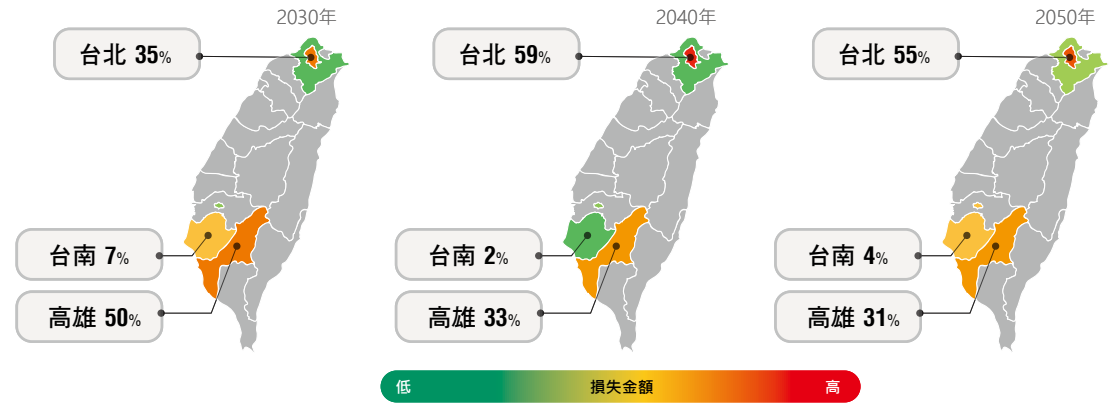 2030年
台北 35%
台南 7%
高雄 50%
2040年
台北 59%
台南 2%
高雄 33%
2050年
台北 55%
台南 4%
高雄 31%
低 損失金額 高